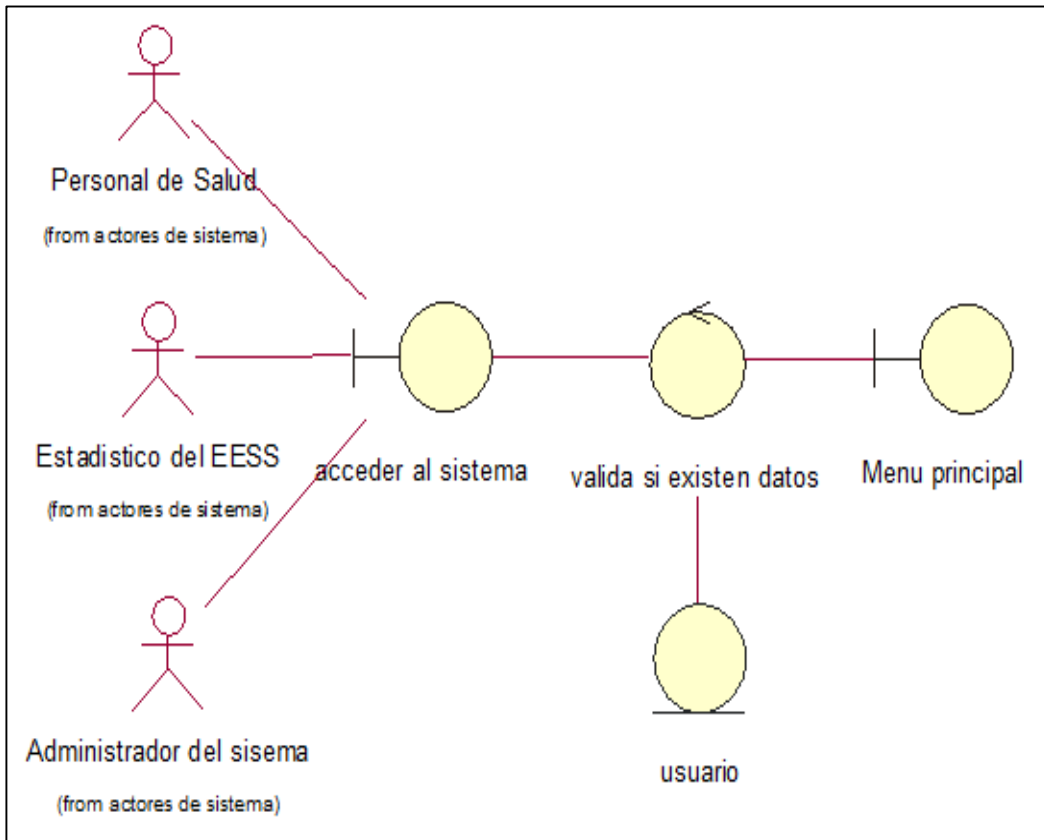 Personal de Salud
(from actores de sistema)
Estadistico del EESS
(from actores de sistema)
acceder al sistema
valida si existen datos
Menu principal
Administrador del sisema
(from actores de sistema)
usuario